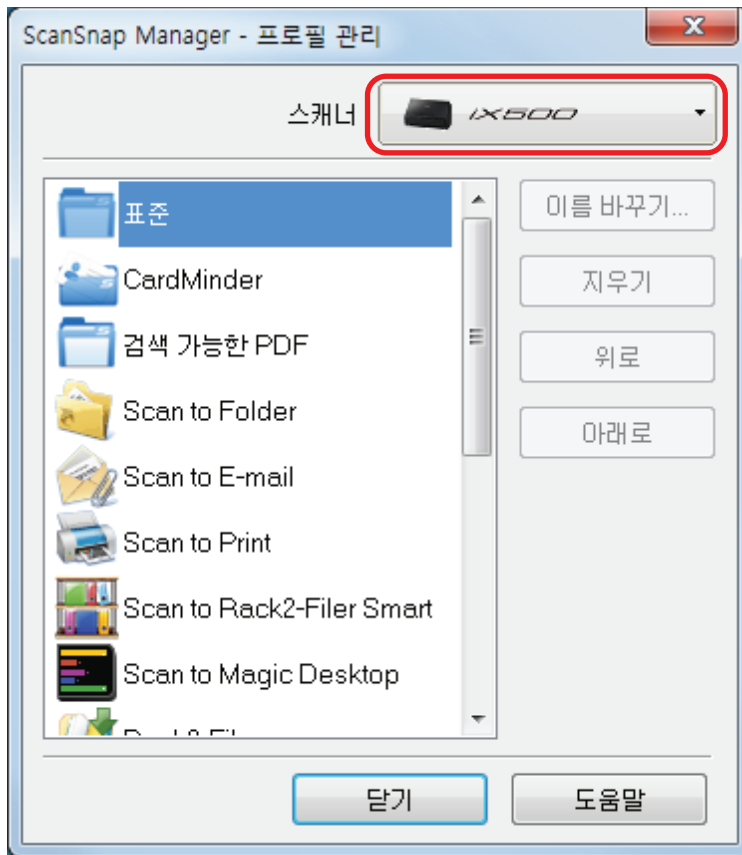 ScanSnap Manager - 프로필 관리
스캐너 iX500
표준
CardMinder
검색 가능한 PDF
Scan to Folder
Scan to E-mail
Scan to Print
Scan to Rack2-Filer Smart
Scan to Magic Desktop
이름 바꾸기...
지우기
위로
아래로
닫기
도움말